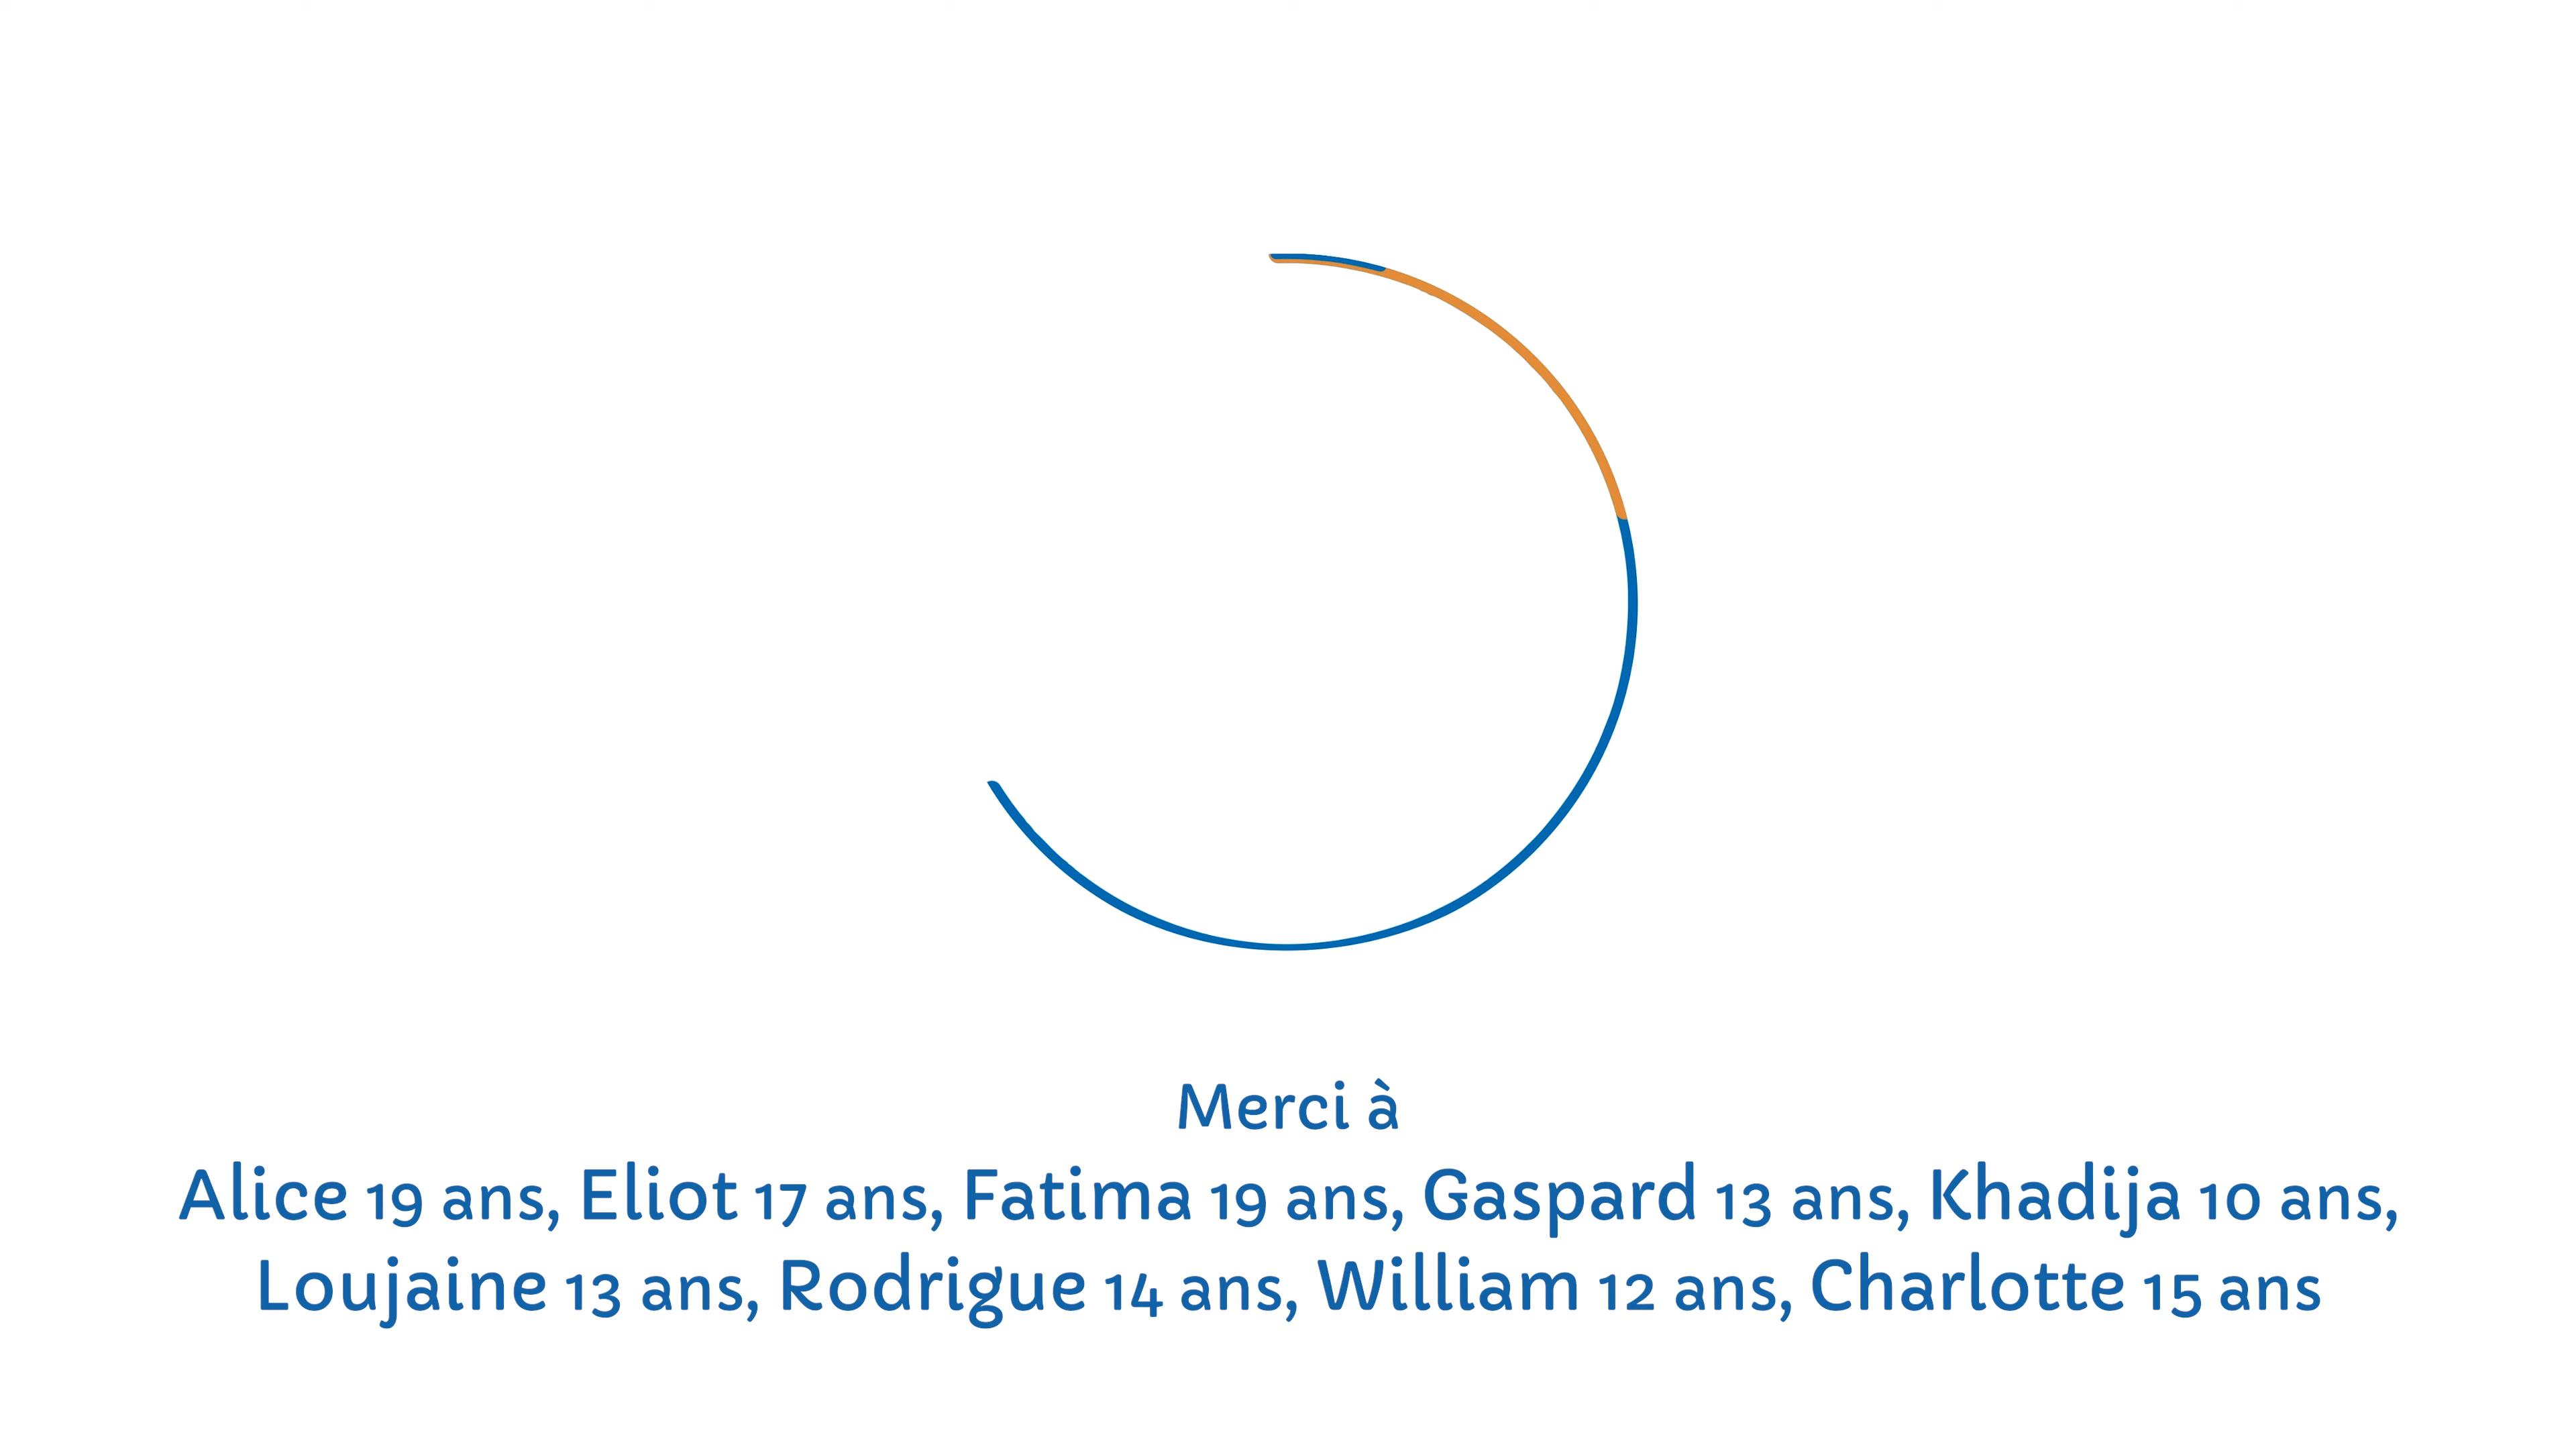 Merci à
Alice 19 ans, Eliot 17 ans, Fatima 19 ans, Gaspard 13 ans, Khadija 10 ans,
Loujaine 13 ans, Rodrigue 14 ans, William 12 ans, Charlotte 15 ans